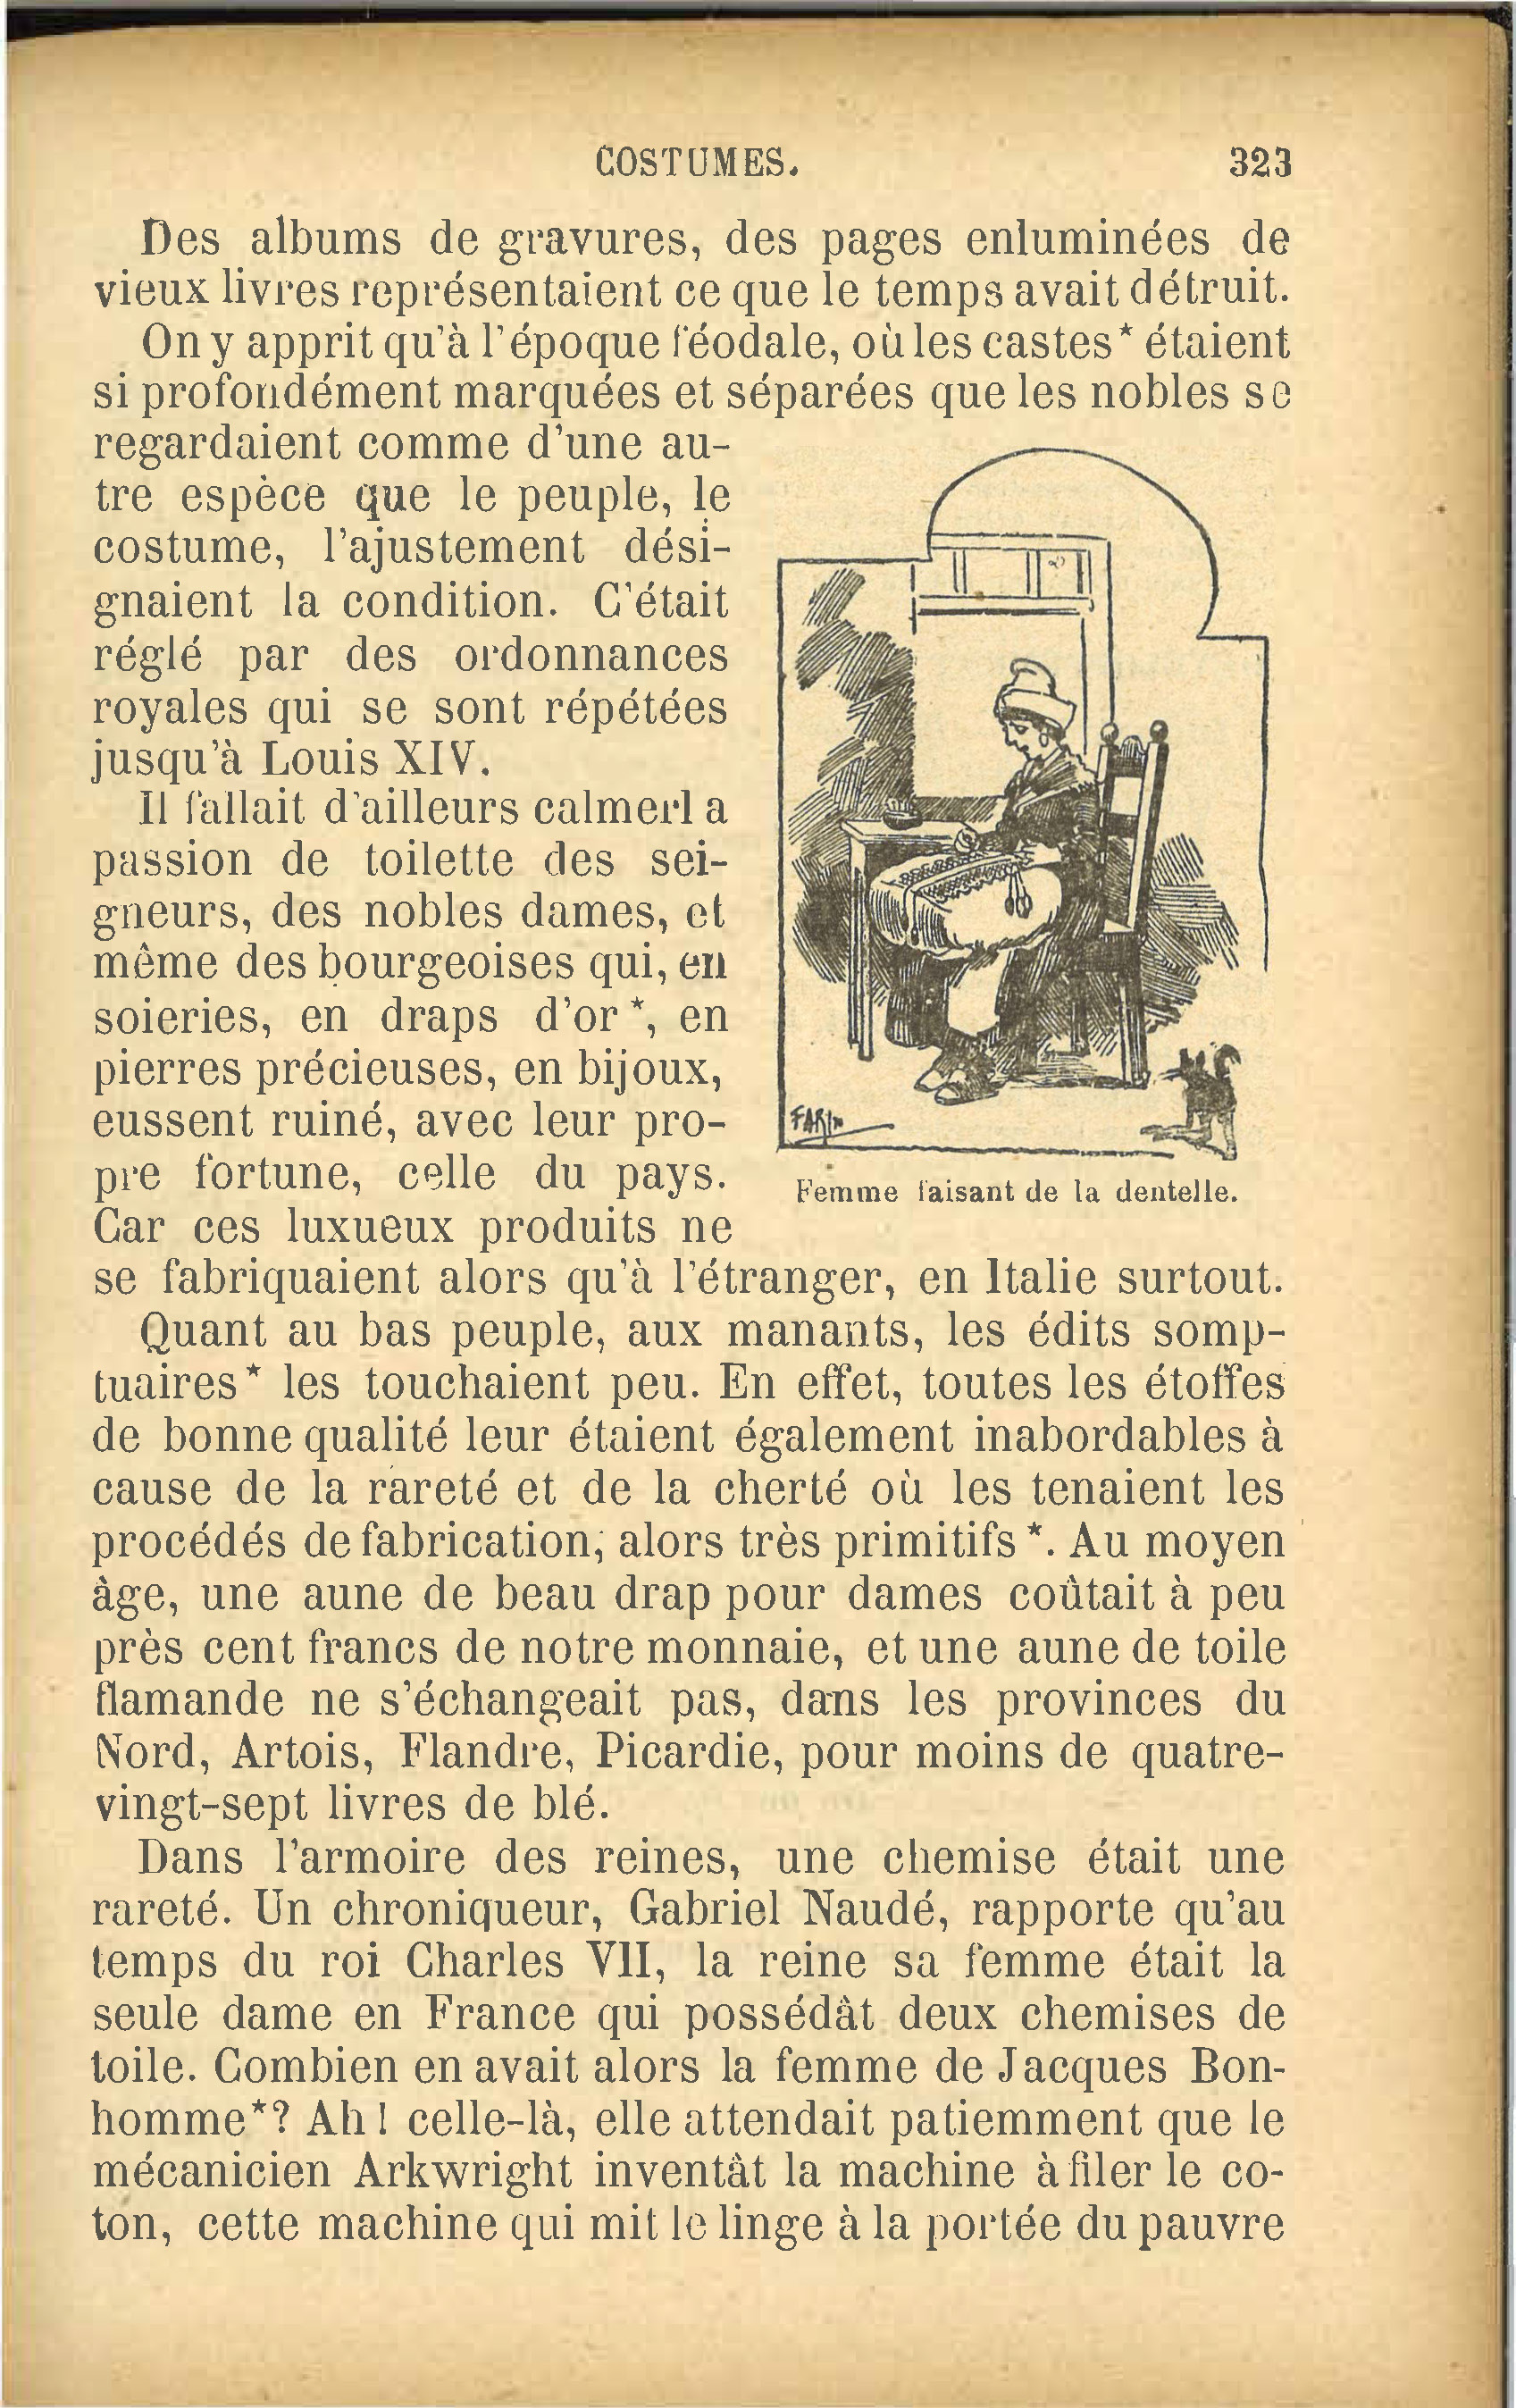 COSTUMES. 323
Des albums de gravures, des pages enluminées de
vieux livres représentaient ce que le temps avait détruit.
On y apprit qu'à l'époque féodale, où les castes* étaient
si profondément marquées et séparées que les nobles se
regardaient comme d'une au-
tre espèce que le peuple, le
costume, l'ajustement dési-
gnaient la condition. C'était
réglé par des ordonnances
royales qui se sont répétées
jusqu'à Louis XIV.
Il fallait d'ailleurs calmerl a
passion de toilette des sei-
gneurs, des nobles dames, et
même des bourgeoises qui, en
soieries, en draps d'or*, en
pierres précieuses, en bijoux,
eussent ruiné, avec leur pro-
pre fortune, celle du pays.
Car ces luxueux produits ne
FARIN
Femme faisant de la dentelle.
se fabriquaient alors qu'à l'étranger, en Italie surtout.
Quant au bas peuple, aux manants, les édits somp-
tuaires* les touchaient peu. En effet, toutes les étoffes
de bonne qualité leur étaient également inabordables à
cause de la rareté et de la cherté où les tenaient les
procédés de fabrication, alors très primitifs*. Au moyen
âge, une aune de beau drap pour dames coûtait à peu
près cent francs de notre monnaie, et une aune de toile
flamande ne s'échangeait pas, dans les provinces du
Nord, Artois, Flandre, Picardie, pour moins de quatre-
vingt-sept livres de blé.
Dans l'armoire des reines, une chemise était une
rareté. Un chroniqueur, Gabriel Naudé, rapporte qu'au
temps du roi Charles VII, la reine sa femme était la
seule dame en France qui possédât deux chemises de
toile. Combien en avait alors la femme de Jacques Bon-
homme*? Ah! celle-là, elle attendait patiemment que le
mécanicien Arkwright inventât la machine à filer le co-
ton, cette machine qui mit le linge à la portée du pauvre